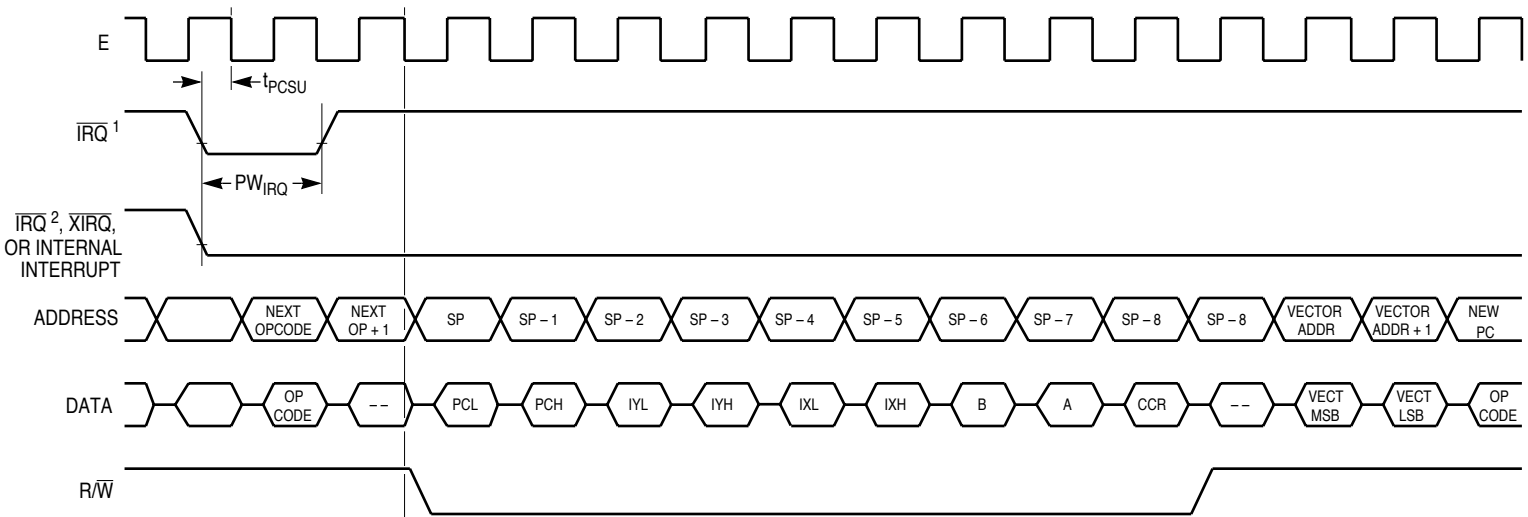 E
tPCSU
IRQ 1
PWIRQ
IRQ 2, XIRQ,
OR INTERNAL
INTERRUPT
ADDRESS
NEXT
OPCODE
NEXT
OP + 1
SP
SP – 1
SP – 2
SP – 3
SP – 4
SP – 5
SP – 6
SP – 7
SP – 8
SP – 8
VECTOR
ADDR
VECTOR
ADDR + 1
NEW
PC
DATA
OP
CODE
– –
PCL
PCH
IYL
IYH
IXL
IXH
B
A
CCR
– –
VECT
MSB
VECT
LSB
OP
CODE
R/W